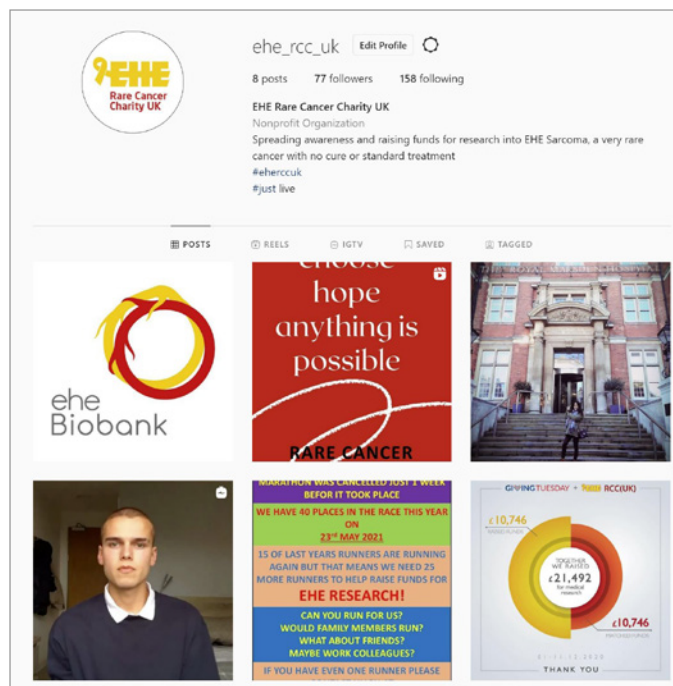 ehe_rcc_uk Edit Profile
8 posts 77 followers 158 following
EHE Rare Cancer Charity UK
Nonprofit Organization
Spreading awareness and raising funds for research into EHE Sarcoma, a very rare
cancer with no cure or standard treatment
#eherccuk
#just live
EHE
Rare Cancer
Charity UK
POSTS REELS IGTV SAVED TAGGED
ehe
Biobank
choose
hope
anything is
possible
RARE CANCER
THE ROYAL MARSDEN HOSPITAL
MARATHON WAS CANCELLED JUST 1 WEEK
BEFOR IT TOOK PLACE
WE HAVE 40 PLACES IN THE RACE THIS YEAR
ON
23rd MAY 2021
15 OF LAST YEARS RUNNERS ARE RUNNING
AGAIN BUT THAT MEANS WE NEED 25
MORE RUNNERS TO HELP RAISE FUNDS FOR
EHE RESEARCH!
CAN YOU RUN FOR US?
WOULD FAMILY MEMBERS RUN?
WHAT ABOUT FRIENDS?
MAYBE WORK COLLEAGUES?
IF YOU HAVE EVEN ONE RUNNER PLEASE
GIVINGTUESDAY + EHE RCC(UK)
£10,746
TOGETHER
WE RAISED
£21,492
for medical
research
£10,746
THANK YOU